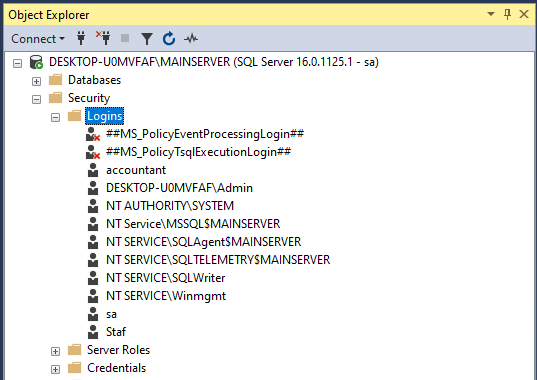 Object Explorer
Connect
DESKTOP-U0MVFAF\MAINSERVER (SQL Server 16.0.1125.1 - sa)
Databases
Security
Logins
##MS_PolicyEventProcessingLogin##
##MS_PolicyTsqlExecutionLogin##
accountant
DESKTOP-U0MVFAF\Admin
NT AUTHORITY\SYSTEM
NT Service\MSSQL$MAINSERVER
NT SERVICE\SQLAgent$MAINSERVER
NT SERVICE\SQLTELEMETRY$MAINSERVER
NT SERVICE\SQLWriter
NT SERVICE\Winmgmt
sa
Staf
Server Roles
Credentials